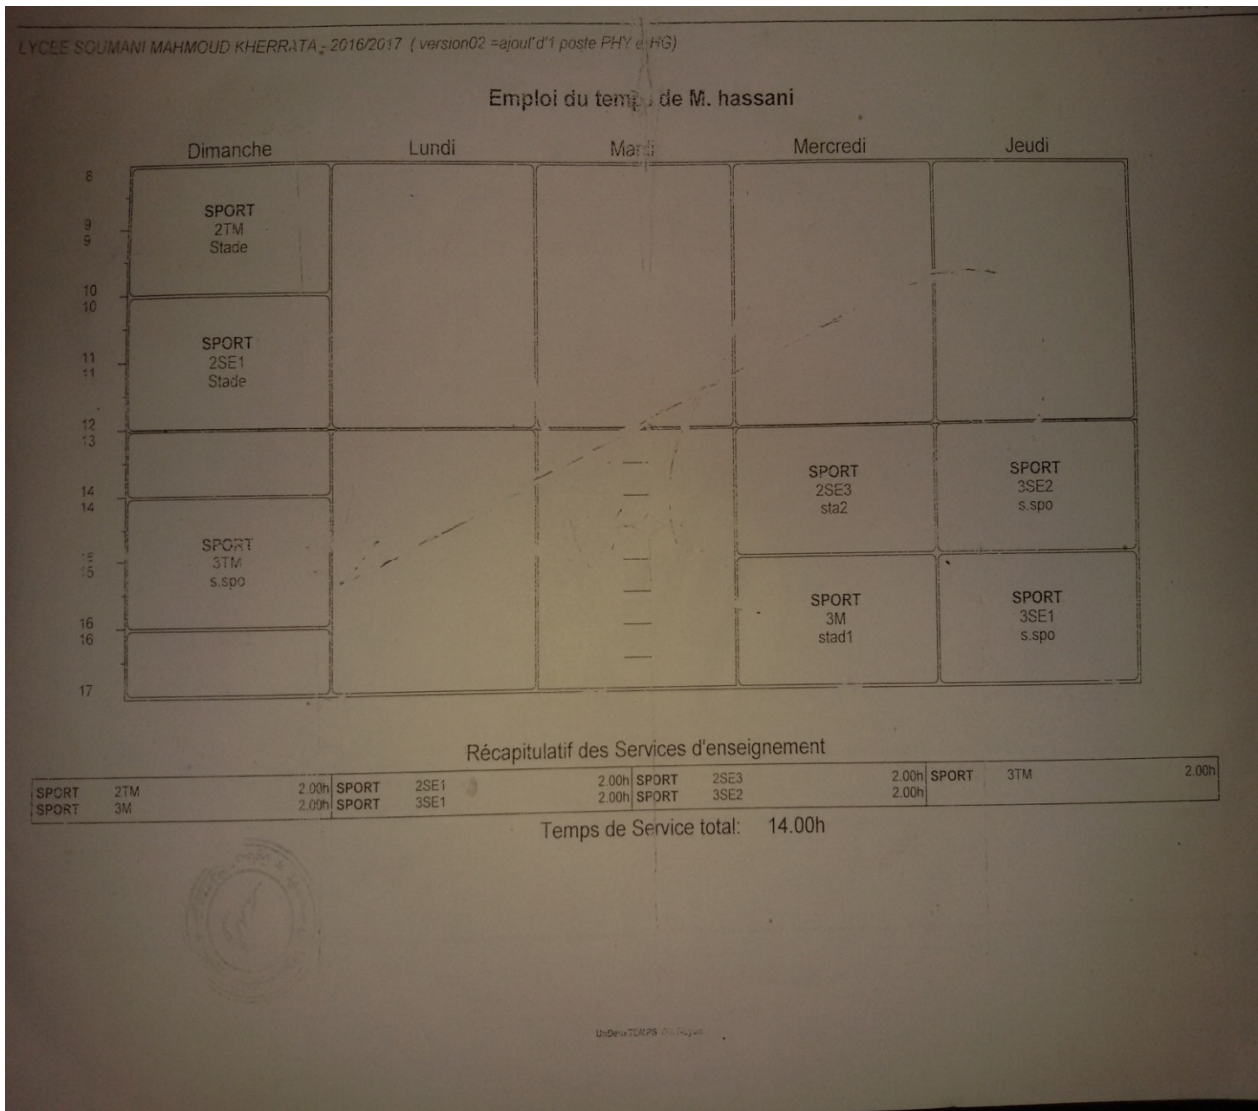 LYCEE SOUMANI MAHMOUD KHERRATA - 2016/2017 ( version02 =ajout d'1 poste PHY et HG)
Emploi du temps de M. hassani
Dimanche Lundi Mardi Mercredi Jeudi
8
SPORT
2TM
Stade
9
9
10
10
SPORT
2SE1
Stade
11
11
12
13
SPORT
2SE3
sta2
SPORT
3SE2
s.spo
14
14
SPORT
3TM
s.spo
15
15
SPORT
3M
stad1
SPORT
3SE1
s.spo
16
16
17
Récapitulatif des Services d'enseignement
SPORT 2TM 2.00h SPORT 2SE1 2.00h SPORT 2SE3 2.00h SPORT 3TM 2.00h
SPORT 3M 2.00h SPORT 3SE1 2.00h SPORT 3SE2 2.00h
Temps de Service total: 14.00h